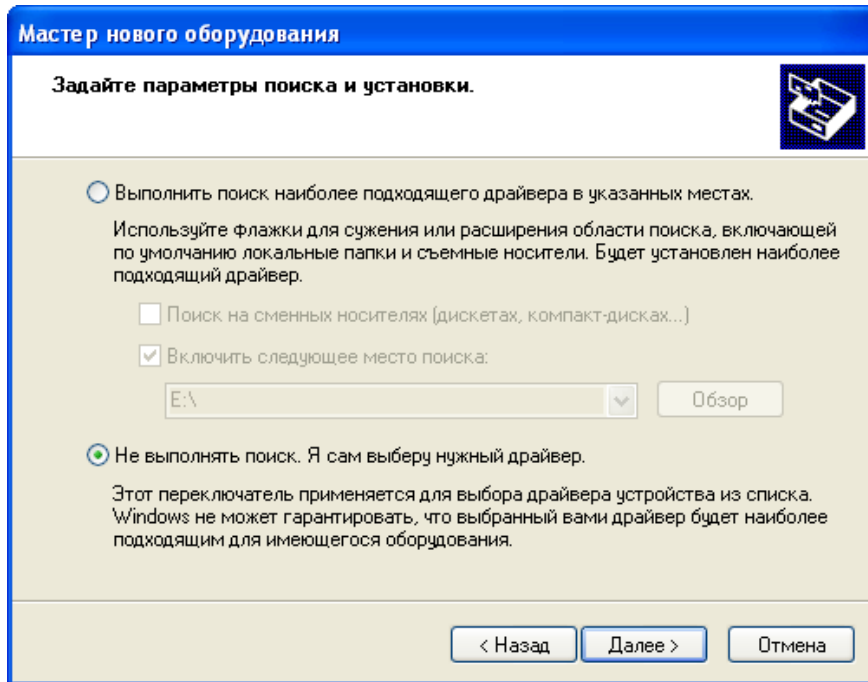 Мастер нового оборудования
Задайте параметры поиска и установки.
Выполнить поиск наиболее подходящего драйвера в указанных местах.
Используйте флажки для сужения или расширения области поиска, включающей
по умолчанию локальные папки и съемные носители. Будет установлен наиболее
подходящий драйвер.
Поиск на сменных носителях (дискетах, компакт-дисках...)
Включить следующее место поиска:
E:\ Обзор
Не выполнять поиск. Я сам выберу нужный драйвер.
Этот переключатель применяется для выбора драйвера устройства из списка.
Windows не может гарантировать, что выбранный вами драйвер будет наиболее
подходящим для имеющегося оборудования.
< Назад Далее > Отмена